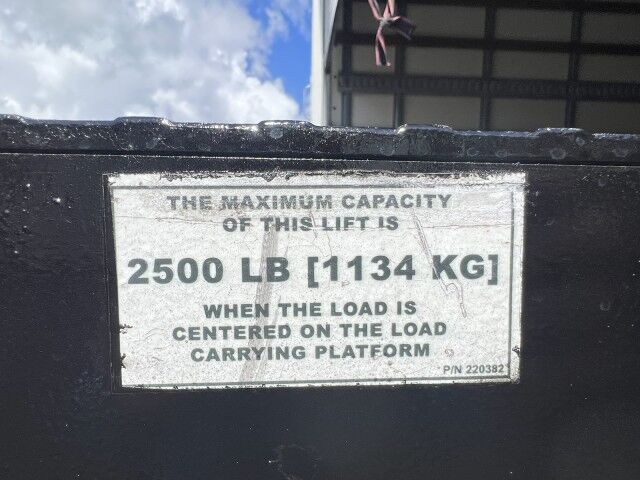 THE MAXIMUM CAPACITY
OF THIS LIFT IS
2500 LB [1134 KG]
WHEN THE LOAD IS
CENTERED ON THE LOAD
CARRYING PLATFORM
P/N 220382